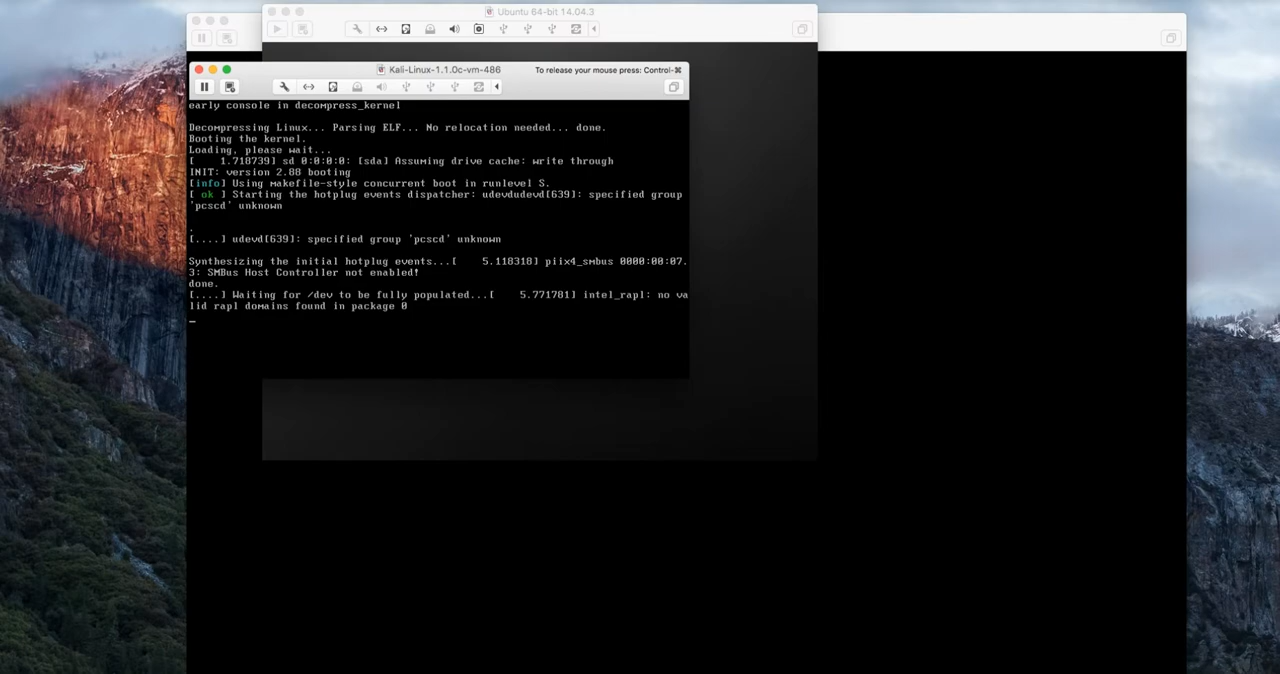 Ubuntu 64-bit 14.04.3
Kali-Linux-1.1.0c-vm-486
To release your mouse press: Control-⌘
early console in decompress_kernel
Decompressing Linux... Parsing ELF... No relocation needed... done.
Booting the kernel.
Loading, please wait...
[    1.718739] sd 0:0:0:0: [sda] Assuming drive cache: write through
INIT: version 2.88 booting
[info] Using makefile-style concurrent boot in runlevel S.
[ ok ] Starting the hotplug events dispatcher: udevdudevd[639]: specified group
'pcscd' unknown
.
[....] udevd[639]: specified group 'pcscd' unknown
Synthesizing the initial hotplug events...[    5.118318] piix4_smbus 0000:00:07.
3: SMBus Host Controller not enabled!
done.
[....] Waiting for /dev to be fully populated...[    5.771781] intel_rapl: no va
lid rapl domains found in package 0